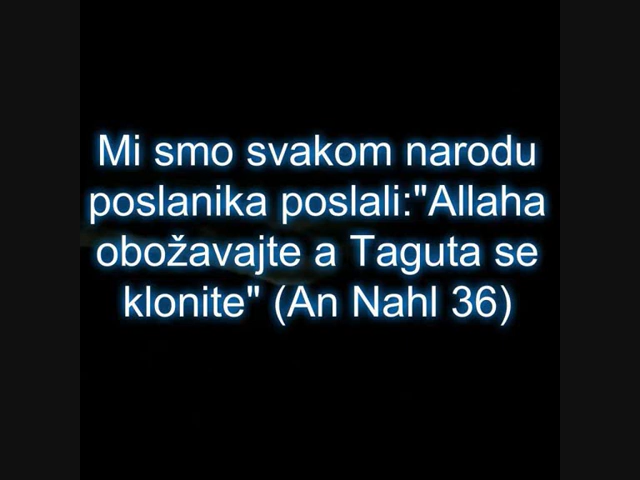 Mi smo svakom narodu
poslanika poslali:"Allaha
obožavajte a Taguta se
klonite" (An Nahl 36)